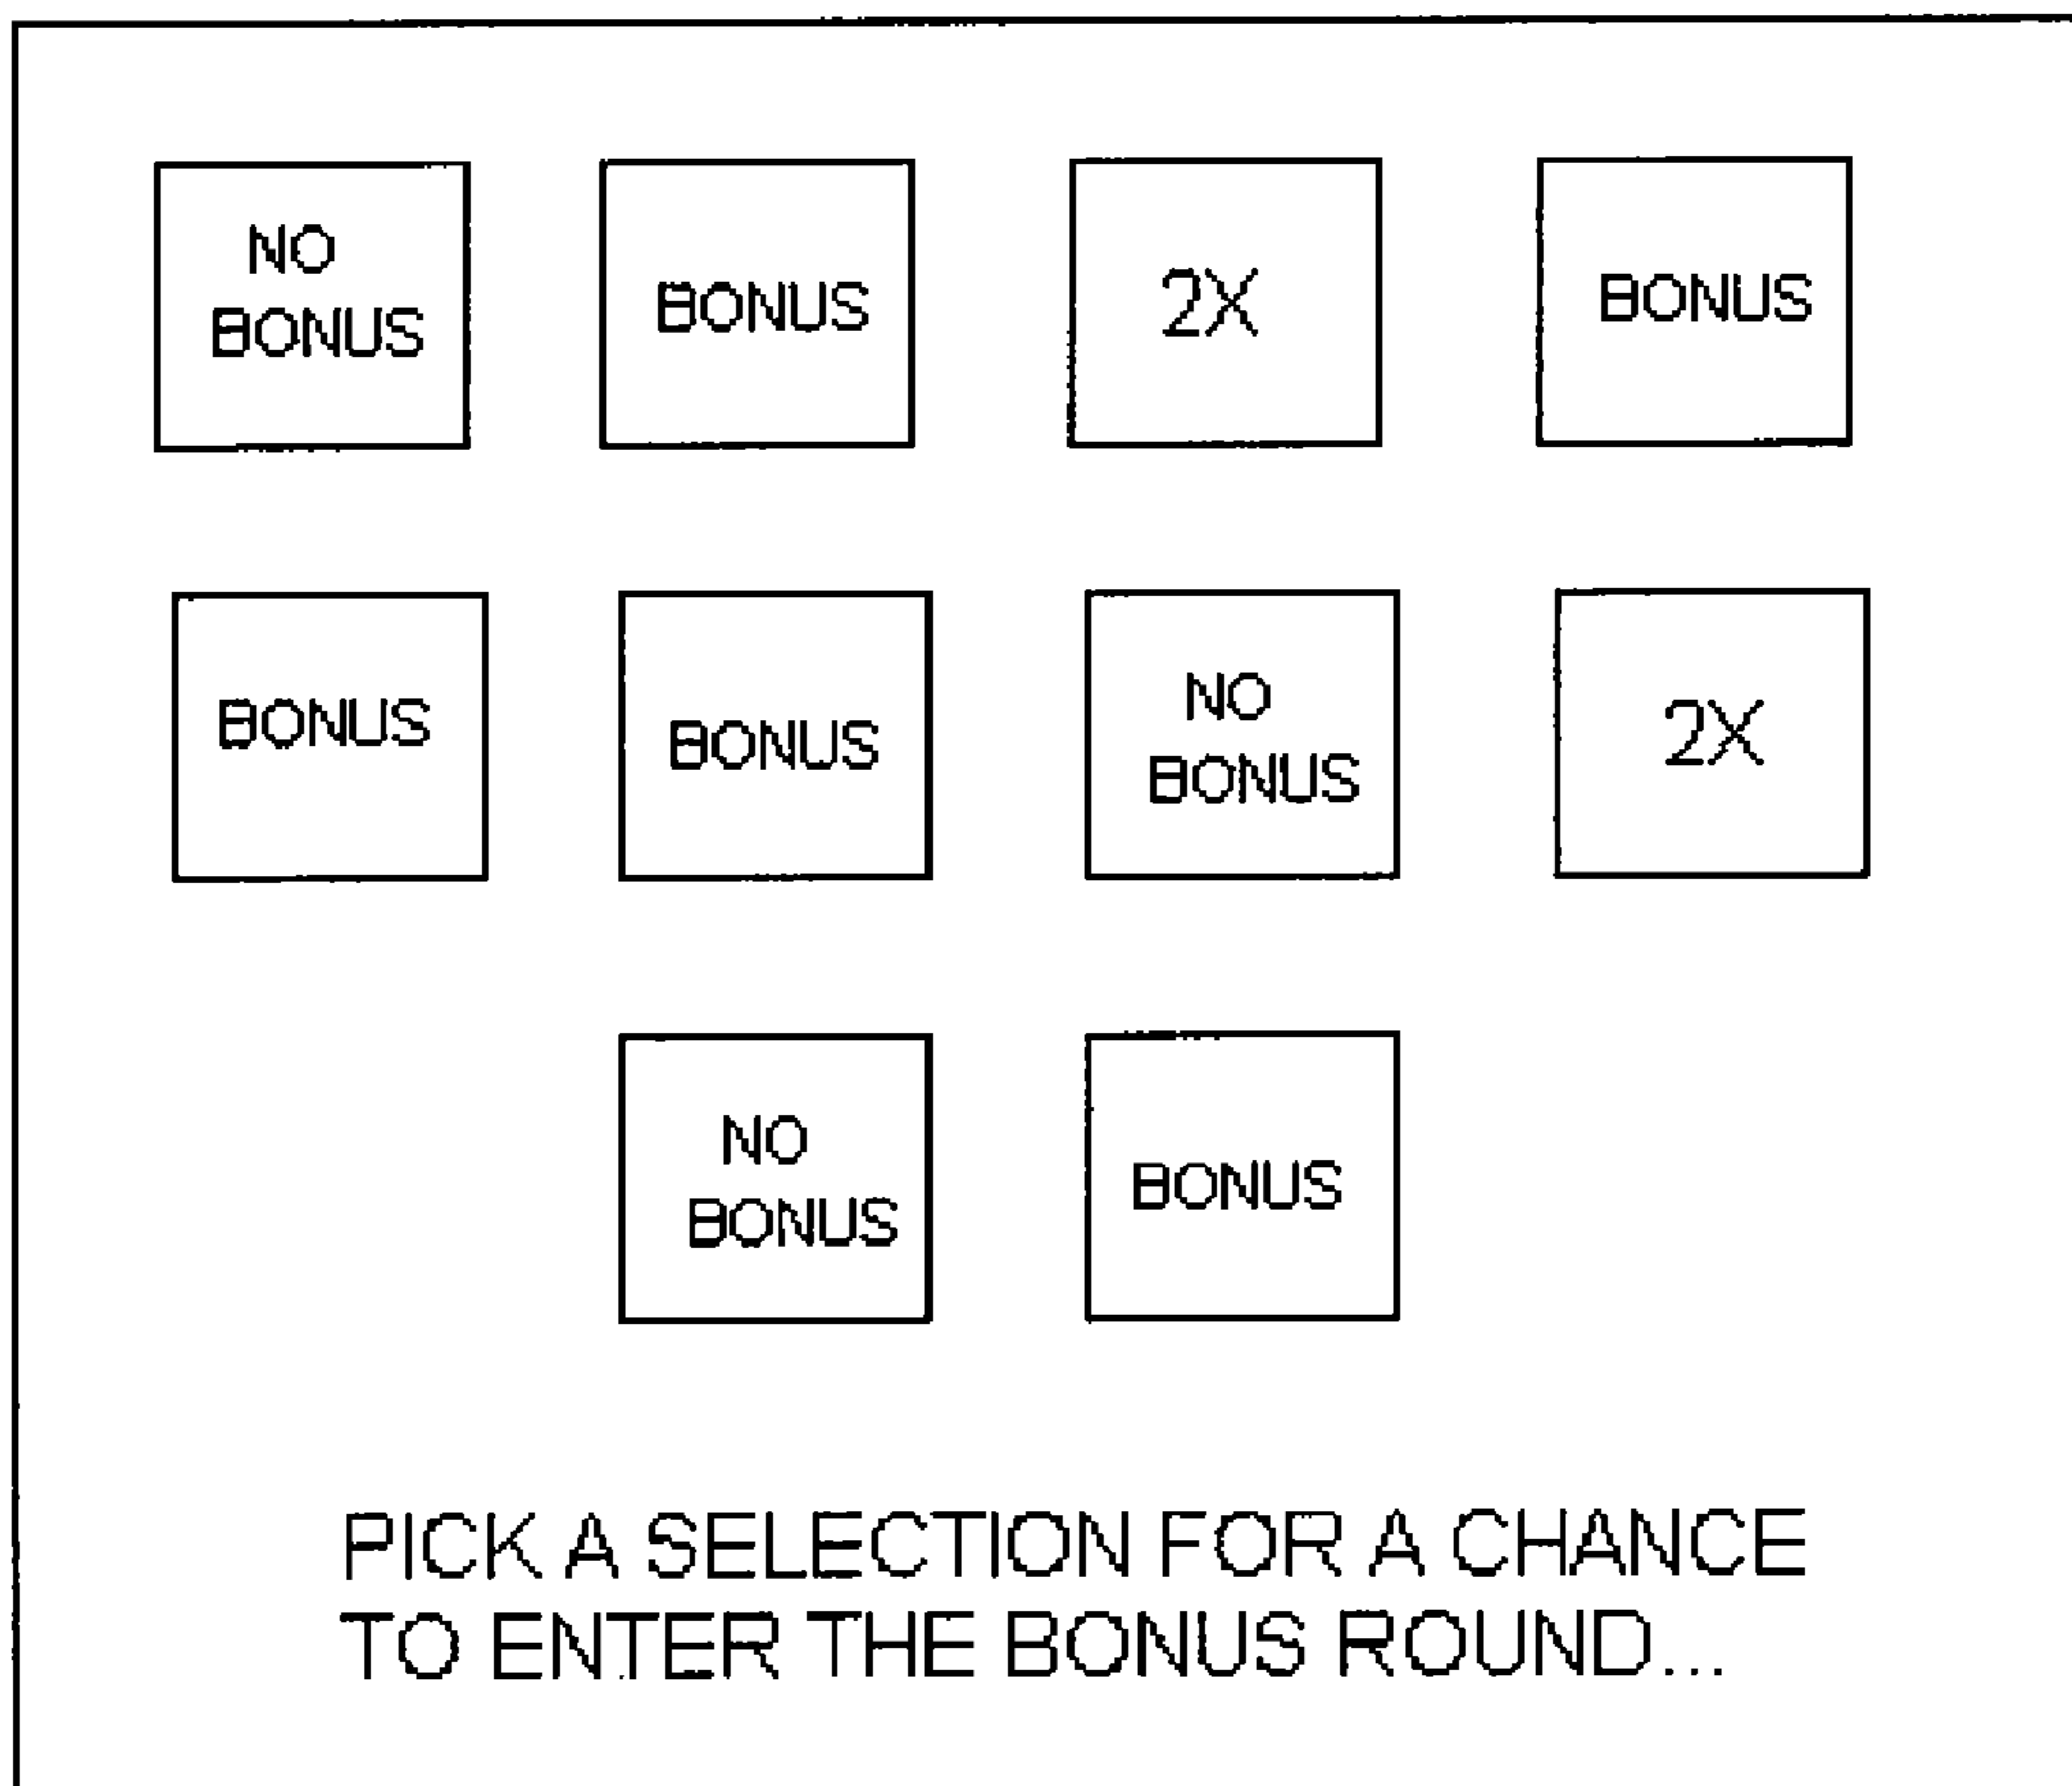 NO
BONUS
BONUS
2X
BONUS
BONUS
BONUS
NO
BONUS
2X
NO
BONUS
BONUS
PICK A SELECTION FOR A CHANCE
TO ENTER THE BONUS ROUND...